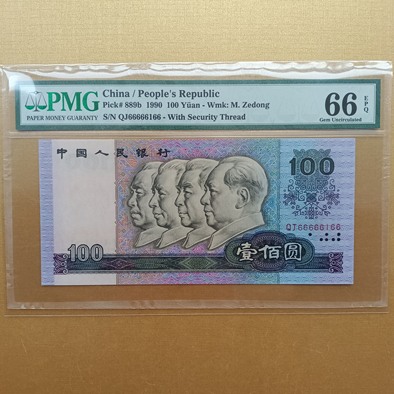 PMG
PAPER MONEY GUARANTY
China / People's Republic
Pick# 889b 1990 100 Yüan - Wmk: M. Zedong
S/N QJ66666166 - With Security Thread
66 EPQ
Gem Uncirculated
中国人民银行
100
QJ66666166
100
壹佰圆